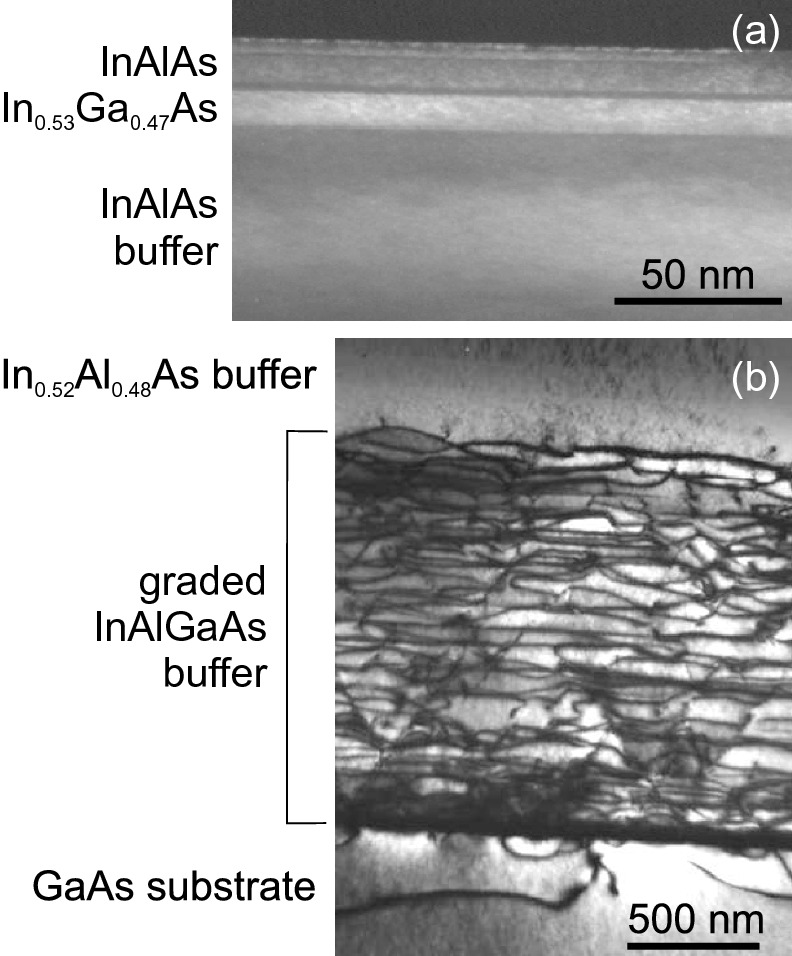 (a)
InAlAs
In₀.₅₃Ga₀.₄₇As
InAlAs
buffer
50 nm
In₀.₅₂Al₀.₄₈As buffer
(b)
graded
InAlGaAs
buffer
GaAs substrate
500 nm